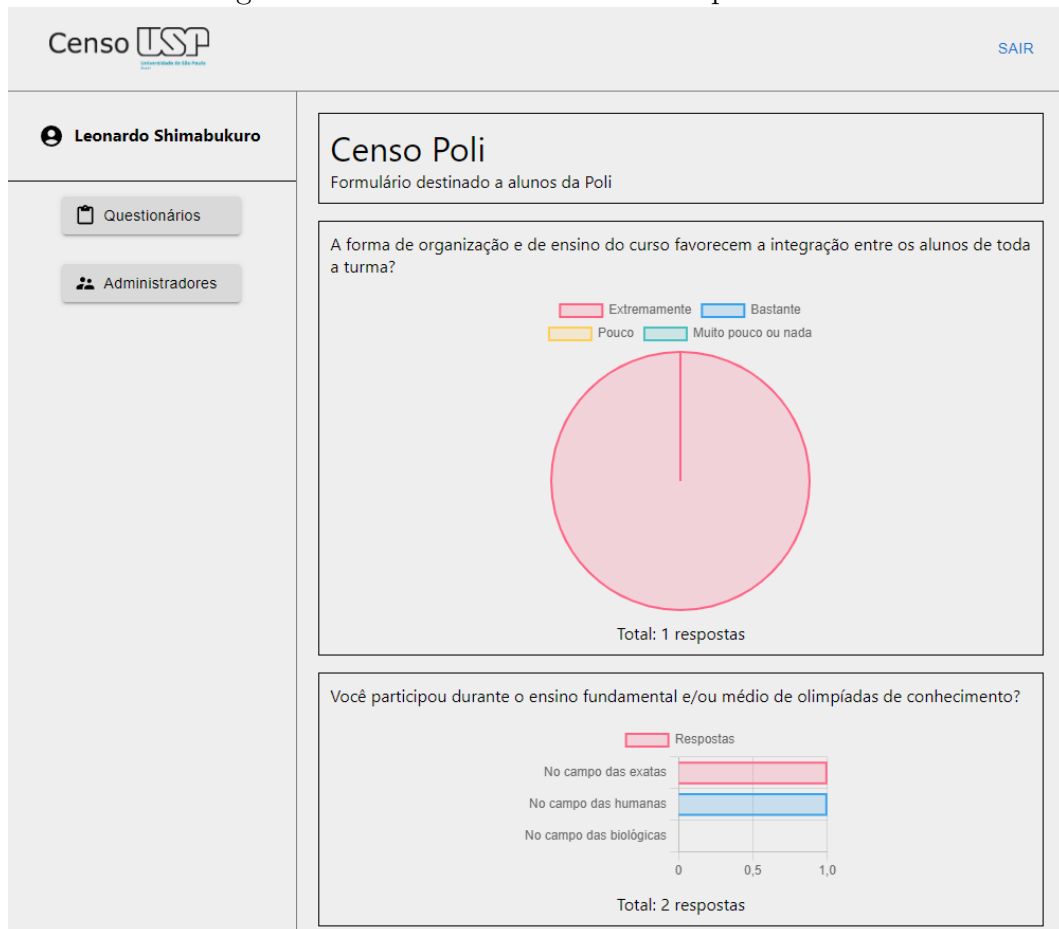 Censo USP
Universidade de São Paulo
Brasil
SAIR
Leonardo Shimabukuro
Questionários
Administradores
Censo Poli
Formulário destinado a alunos da Poli
A forma de organização e de ensino do curso favorecem a integração entre os alunos de toda
a turma?
Extremamente Bastante
Pouco Muito pouco ou nada
Total: 1 respostas
Você participou durante o ensino fundamental e/ou médio de olimpíadas de conhecimento?
Respostas
No campo das exatas
No campo das humanas
No campo das biológicas
0 0,5 1,0
Total: 2 respostas